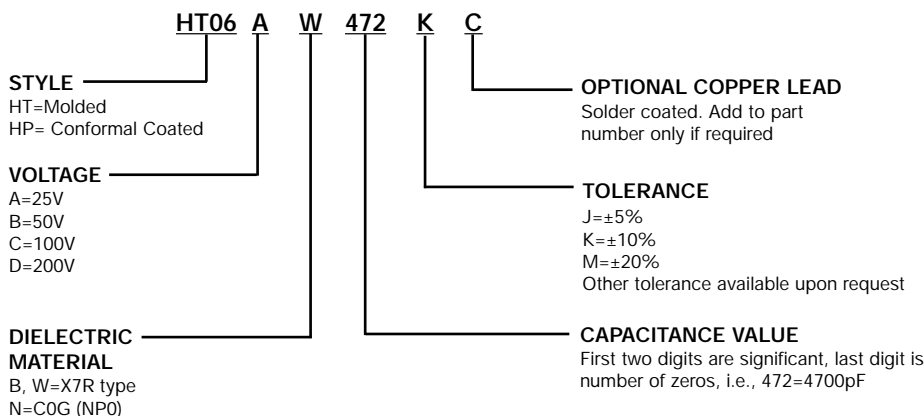 HT06 A W 472 K C
STYLE
HT=Molded
HP= Conformal Coated
VOLTAGE
A=25V
B=50V
C=100V
D=200V
DIELECTRIC
MATERIAL
B, W=X7R type
N=C0G (NP0)
OPTIONAL COPPER LEAD
Solder coated. Add to part
number only if required
TOLERANCE
J=±5%
K=±10%
M=±20%
Other tolerance available upon request
CAPACITANCE VALUE
First two digits are significant, last digit is
number of zeros, i.e., 472=4700pF